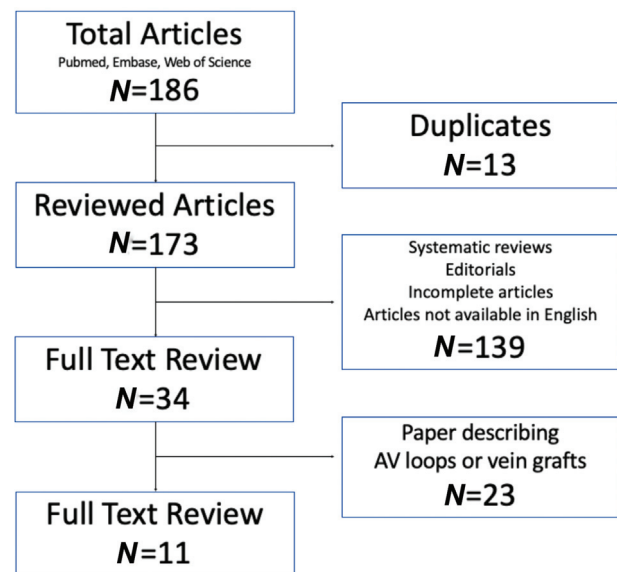 Total Articles
Pubmed, Embase, Web of Science
N=186
Duplicates
N=13
Reviewed Articles
N=173
Systematic reviews
Editorials
Incomplete articles
Articles not available in English
N=139
Full Text Review
N=34
Paper describing
AV loops or vein grafts
N=23
Full Text Review
N=11